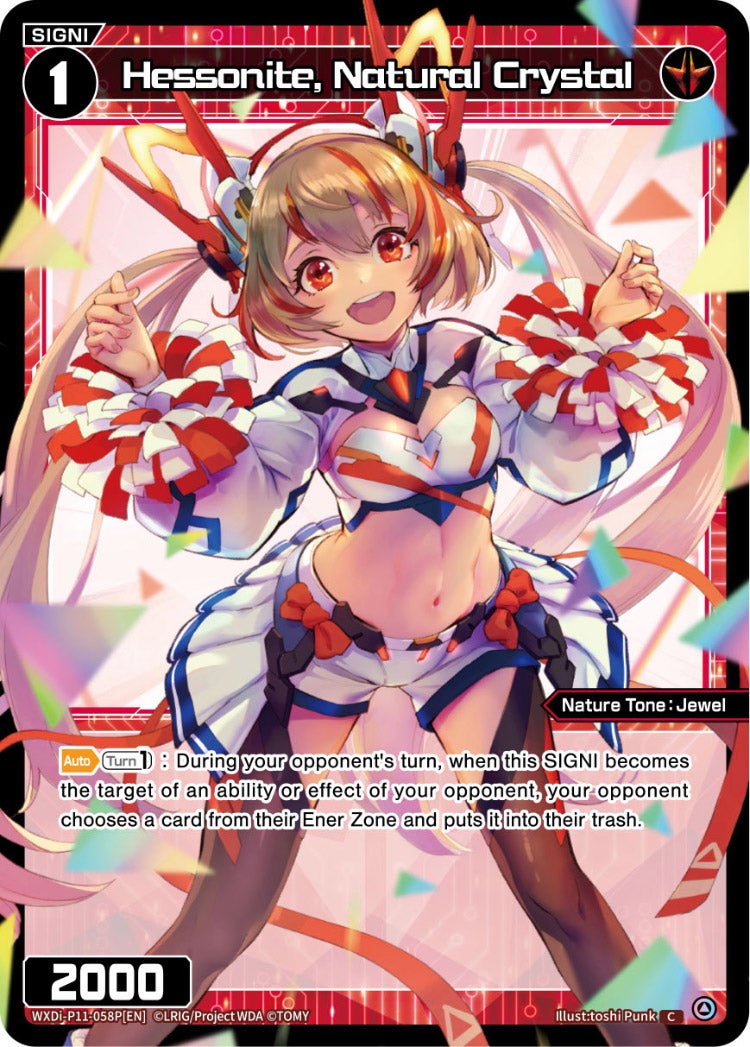 SIGNI
1
Hessonite, Natural Crystal
Nature Tone : Jewel
Auto Turn 1 : During your opponent's turn, when this SIGNI becomes
the target of an ability or effect of your opponent, your opponent
chooses a card from their Ener Zone and puts it into their trash.
2000
WXDi-P11-058P[EN] ©LRIG/Project WDA ©TOMY
Illust:toshi Punk C